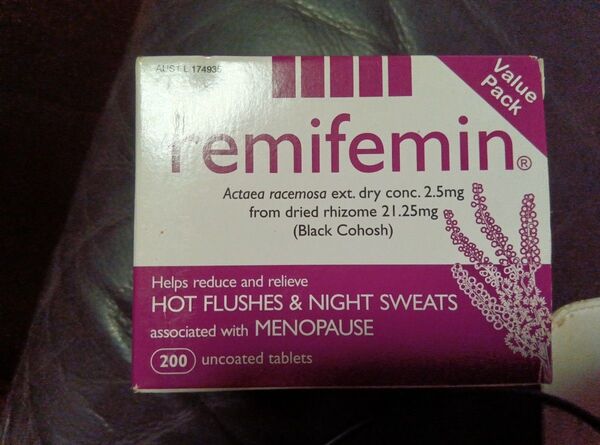 AUST L 174935
Value
Pack
remifemin®
Actaea racemosa ext. dry conc. 2.5mg
from dried rhizome 21.25mg
(Black Cohosh)
Helps reduce and relieve
HOT FLUSHES & NIGHT SWEATS
associated with MENOPAUSE
200 uncoated tablets